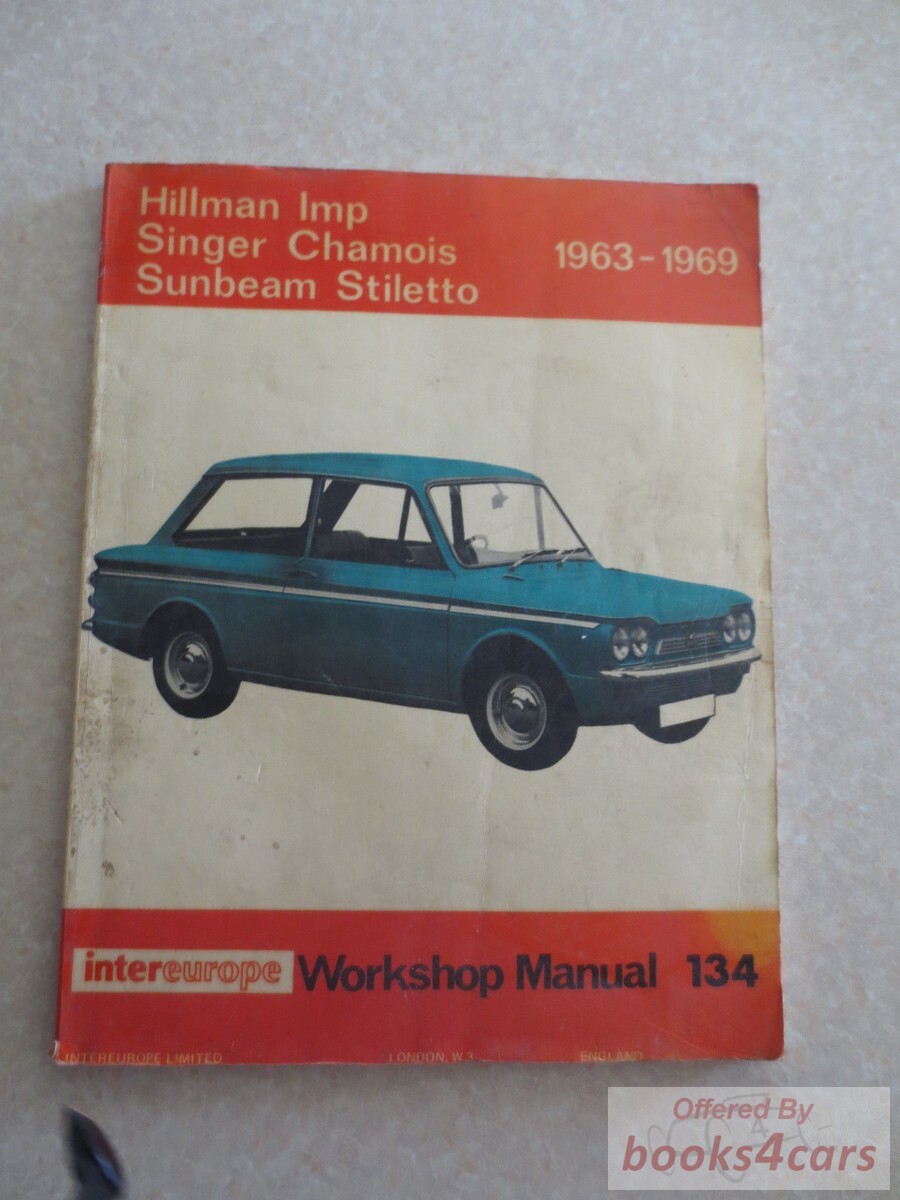 Hillman Imp
Singer Chamois 1963-1969
Sunbeam Stiletto
intereurope Workshop Manual 134
INTEREUROPE LIMITED LONDON, W.3. ENGLAND
Offered By
books4cars